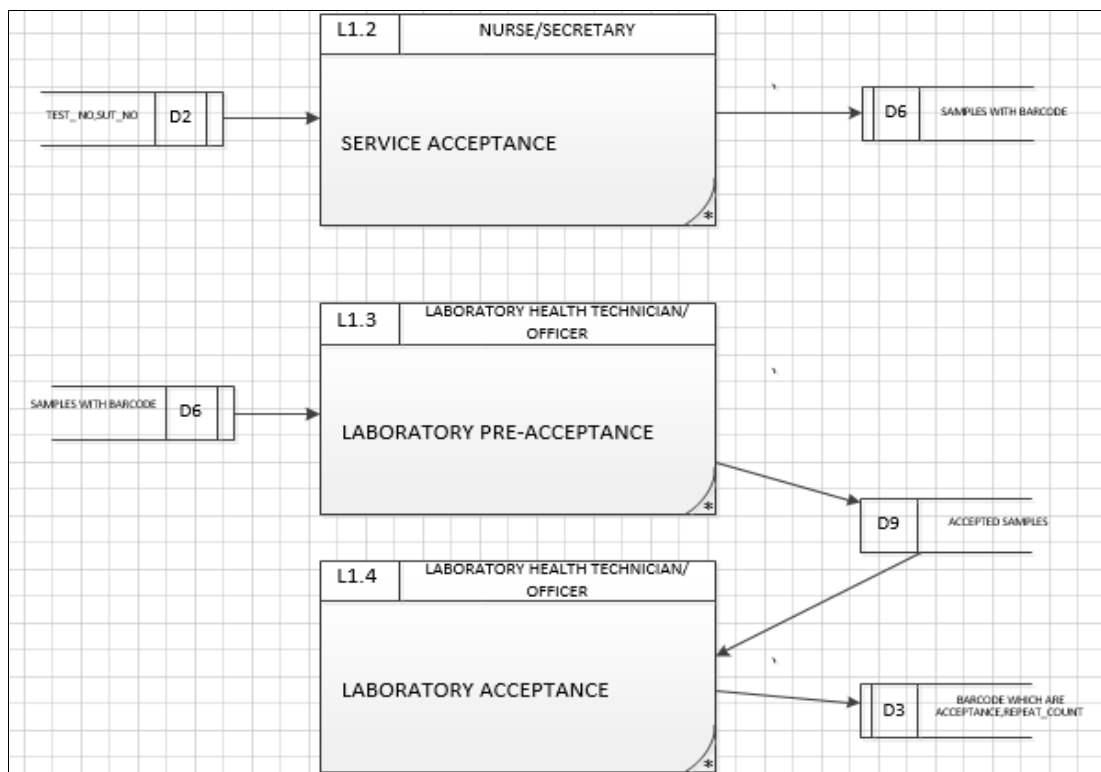 L1.2
NURSE/SECRETARY
TEST_ NO,SUT_NO
D2
SERVICE ACCEPTANCE
D6
SAMPLES WITH BARCODE
*
L1.3
LABORATORY HEALTH TECHNICIAN/
OFFICER
SAMPLES WITH BARCODE
D6
LABORATORY PRE-ACCEPTANCE
*
D9
ACCEPTED SAMPLES
L1.4
LABORATORY HEALTH TECHNICIAN/
OFFICER
LABORATORY ACCEPTANCE
D3
BARCODE WHICH ARE
ACCEPTANCE,REPEAT_COUNT
*